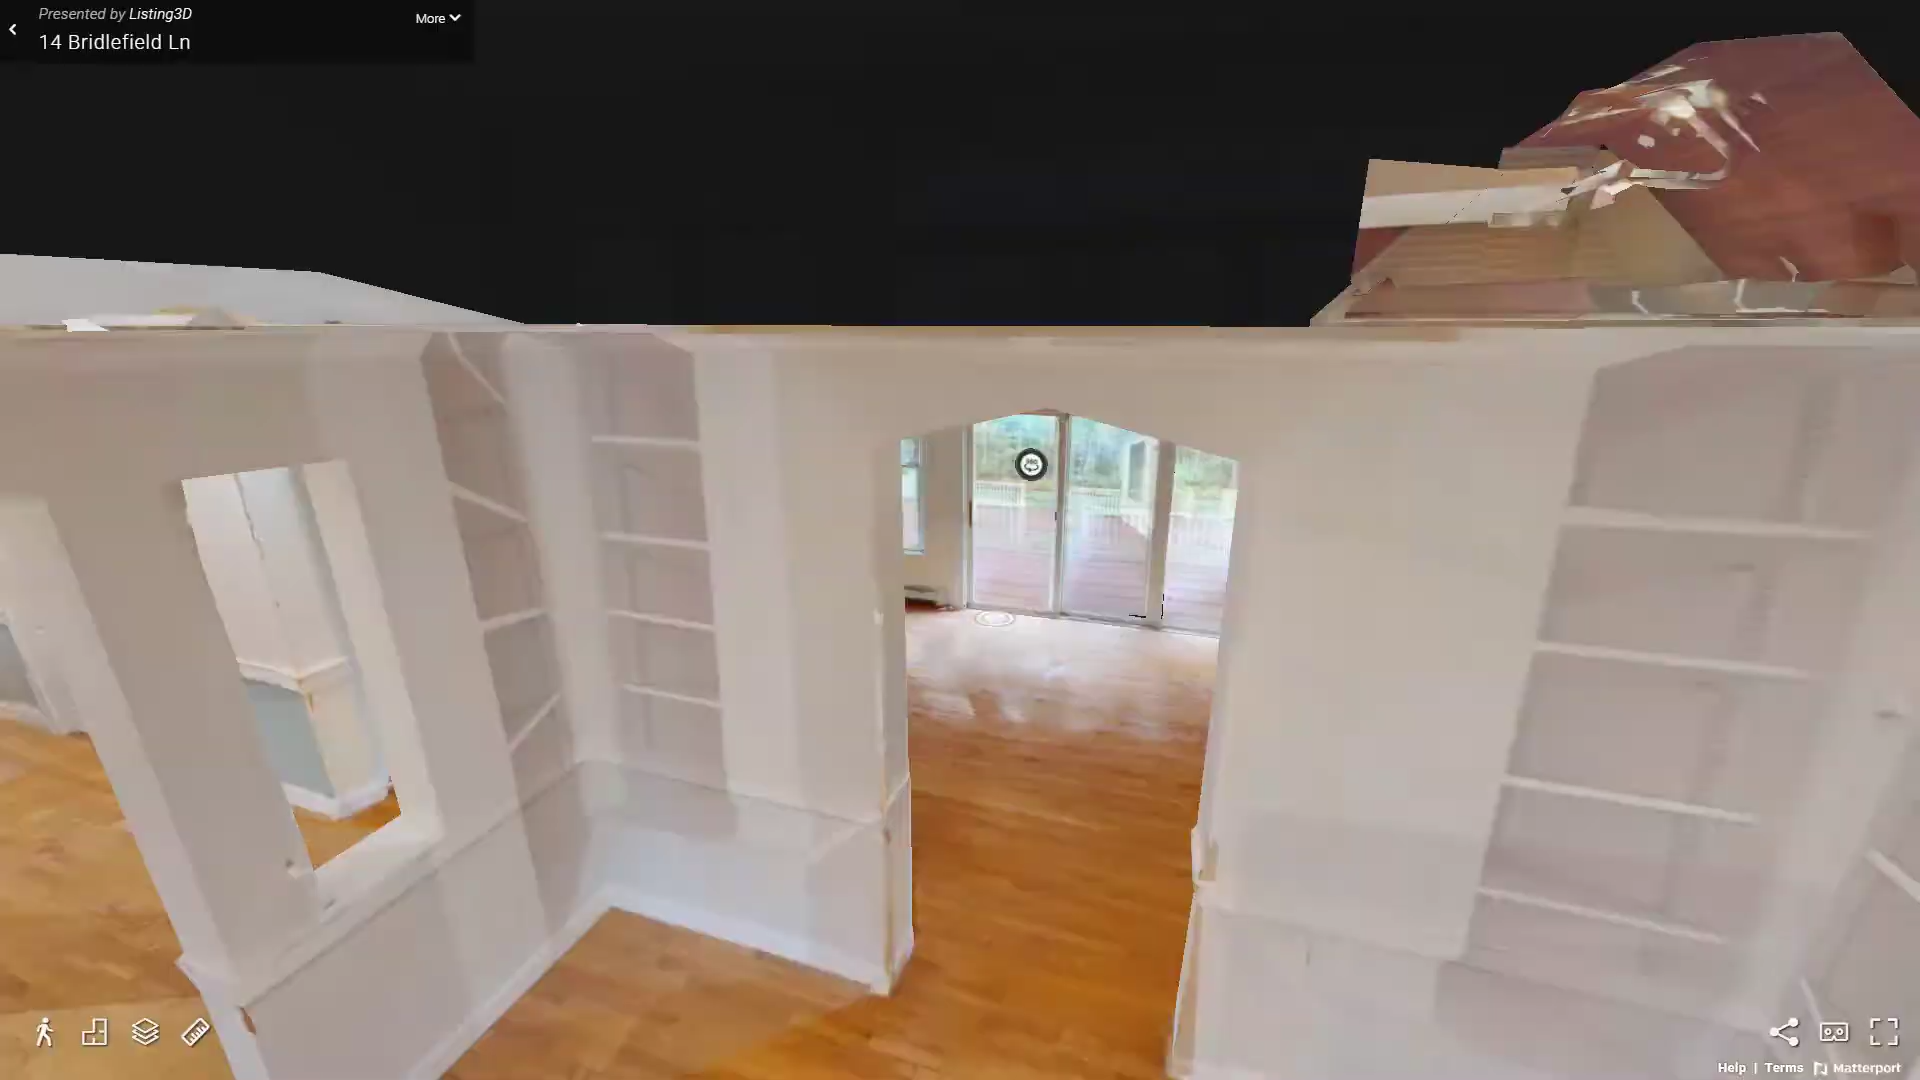 Presented by Listing3D
More
14 Bridlefield Ln
Help | Terms Matterport